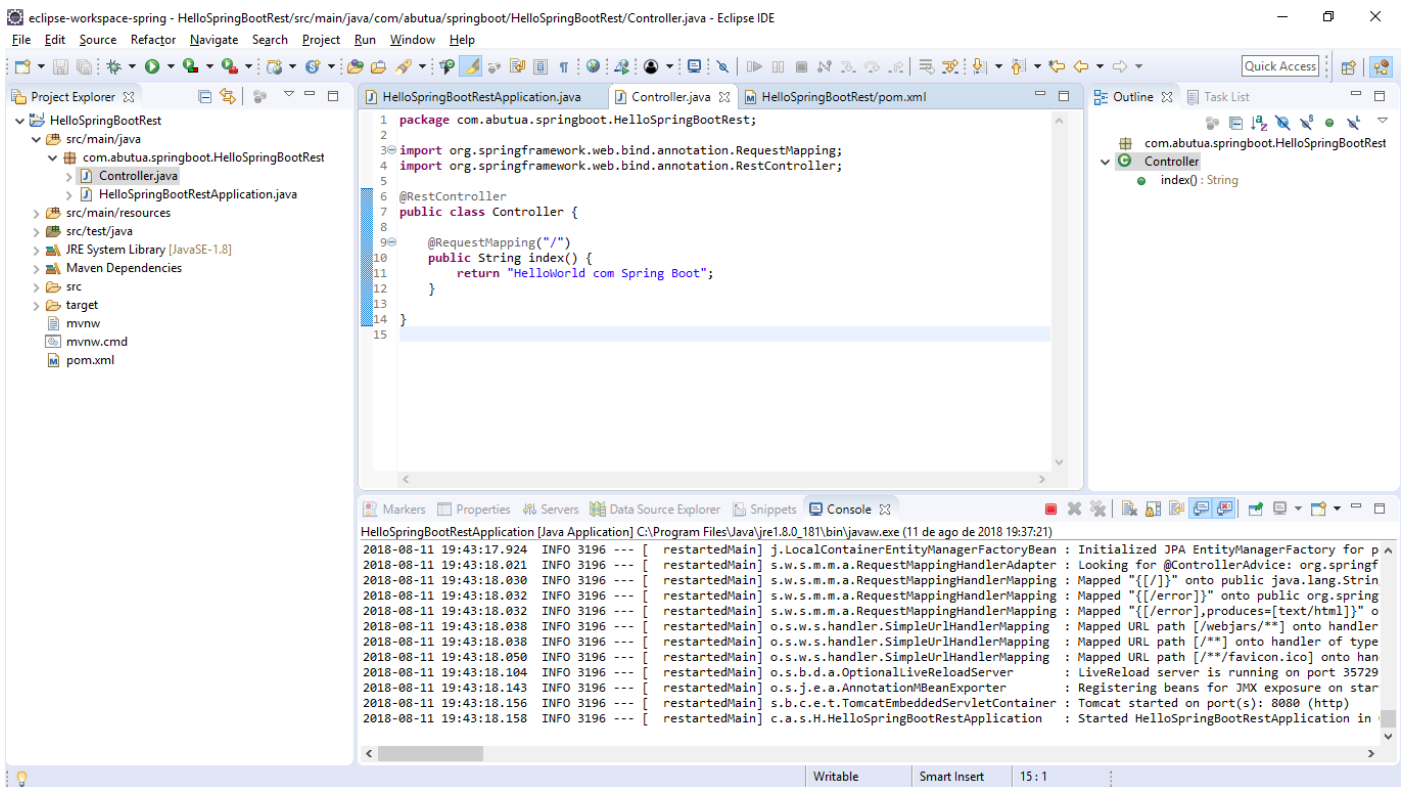 eclipse-workspace-spring - HelloSpringBootRest/src/main/java/com/abutua/springboot/HelloSpringBootRest/Controller.java - Eclipse IDE
File Edit Source Refactor Navigate Search Project Run Window Help
Quick Access
Project Explorer
HelloSpringBootRest
src/main/java
com.abutua.springboot.HelloSpringBootRest
Controller.java
HelloSpringBootRestApplication.java
src/main/resources
src/test/java
JRE System Library [JavaSE-1.8]
Maven Dependencies
src
target
mvnw
mvnw.cmd
pom.xml
HelloSpringBootRestApplication.java Controller.java HelloSpringBootRest/pom.xml
1 package com.abutua.springboot.HelloSpringBootRest;
2
3 import org.springframework.web.bind.annotation.RequestMapping;
4 import org.springframework.web.bind.annotation.RestController;
5
6 @RestController
7 public class Controller {
8
9 @RequestMapping("/")
10 public String index() {
11 return "HelloWorld com Spring Boot";
12 }
13
14 }
15
Outline Task List
com.abutua.springboot.HelloSpringBootRest
Controller
index() : String
Markers Properties Servers Data Source Explorer Snippets Console
HelloSpringBootRestApplication [Java Application] C:\Program Files\Java\jre1.8.0_181\bin\javaw.exe (11 de ago de 2018 19:37:21)
2018-08-11 19:43:17.924 INFO 3196 --- [ restartedMain] j.LocalContainerEntityManagerFactoryBean : Initialized JPA EntityManagerFactory for p
2018-08-11 19:43:18.021 INFO 3196 --- [ restartedMain] s.w.s.m.m.a.RequestMappingHandlerAdapter : Looking for @ControllerAdvice: org.springf
2018-08-11 19:43:18.030 INFO 3196 --- [ restartedMain] s.w.s.m.m.a.RequestMappingHandlerMapping : Mapped "{[/]}" onto public java.lang.Strin
2018-08-11 19:43:18.032 INFO 3196 --- [ restartedMain] s.w.s.m.m.a.RequestMappingHandlerMapping : Mapped "{[/error]}" onto public org.spring
2018-08-11 19:43:18.032 INFO 3196 --- [ restartedMain] s.w.s.m.m.a.RequestMappingHandlerMapping : Mapped "{[/error],produces=[text/html]}" o
2018-08-11 19:43:18.038 INFO 3196 --- [ restartedMain] o.s.w.s.handler.SimpleUrlHandlerMapping : Mapped URL path [/webjars/**] onto handler
2018-08-11 19:43:18.038 INFO 3196 --- [ restartedMain] o.s.w.s.handler.SimpleUrlHandlerMapping : Mapped URL path [/**] onto handler of type
2018-08-11 19:43:18.050 INFO 3196 --- [ restartedMain] o.s.w.s.handler.SimpleUrlHandlerMapping : Mapped URL path [/**/favicon.ico] onto han
2018-08-11 19:43:18.104 INFO 3196 --- [ restartedMain] o.s.b.d.a.OptionalLiveReloadServer : LiveReload server is running on port 35729
2018-08-11 19:43:18.143 INFO 3196 --- [ restartedMain] o.s.j.e.a.AnnotationMBeanExporter : Registering beans for JMX exposure on star
2018-08-11 19:43:18.156 INFO 3196 --- [ restartedMain] s.b.c.e.t.TomcatEmbeddedServletContainer : Tomcat started on port(s): 8080 (http)
2018-08-11 19:43:18.158 INFO 3196 --- [ restartedMain] c.a.s.H.HelloSpringBootRestApplication : Started HelloSpringBootRestApplication in
Writable Smart Insert 15 : 1